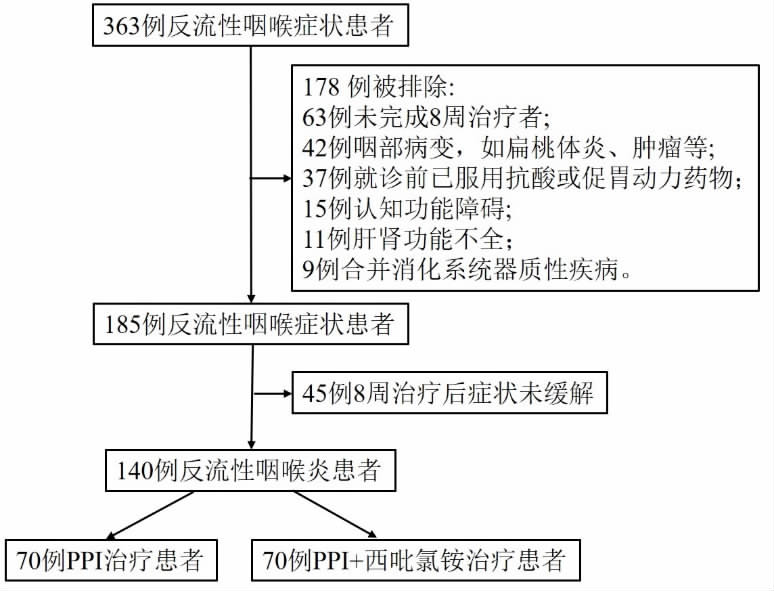 363例反流性咽喉症状患者
178 例被排除:
63例未完成8周治疗者;
42例咽部病变，如扁桃体炎、肿瘤等;
37例就诊前已服用抗酸或促胃动力药物；
15例认知功能障碍;
11例肝肾功能不全；
9例合并消化系统器质性疾病。
185例反流性咽喉症状患者
45例8周治疗后症状未缓解
140例反流性咽喉炎患者
70例PPI治疗患者
70例PPI+西吡氯铵治疗患者